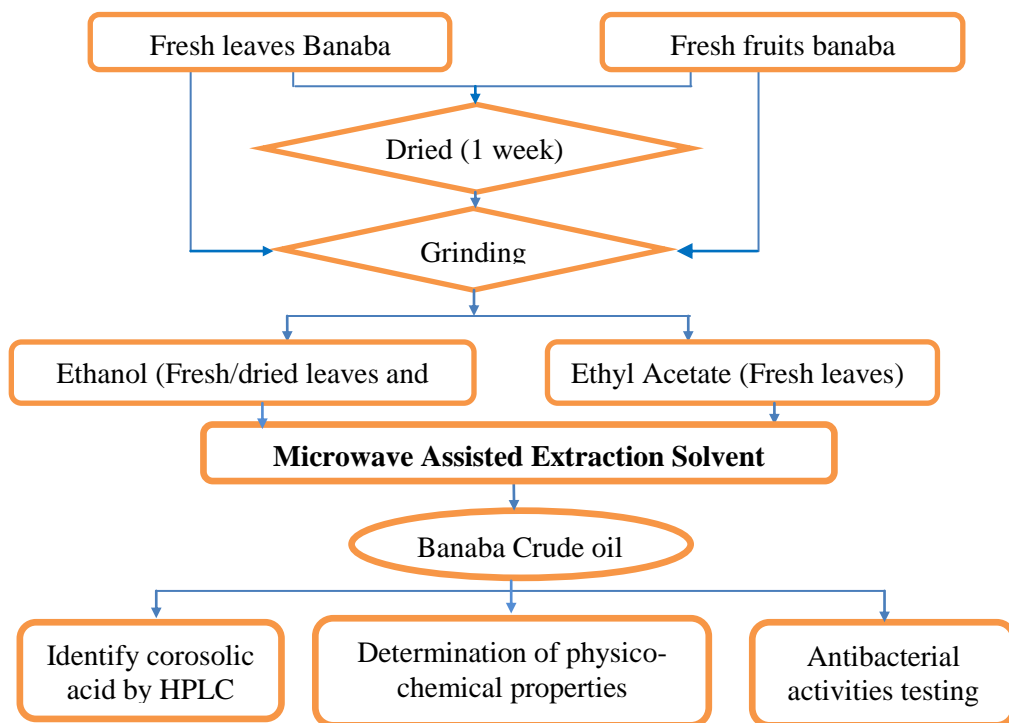 Fresh leaves Banaba
Fresh fruits banaba
Dried (1 week)
Grinding
Ethanol (Fresh/dried leaves and
Ethyl Acetate (Fresh leaves)
Microwave Assisted Extraction Solvent
Banaba Crude oil
Identify corosolic
acid by HPLC
Determination of physico-
chemical properties
Antibacterial
activities testing